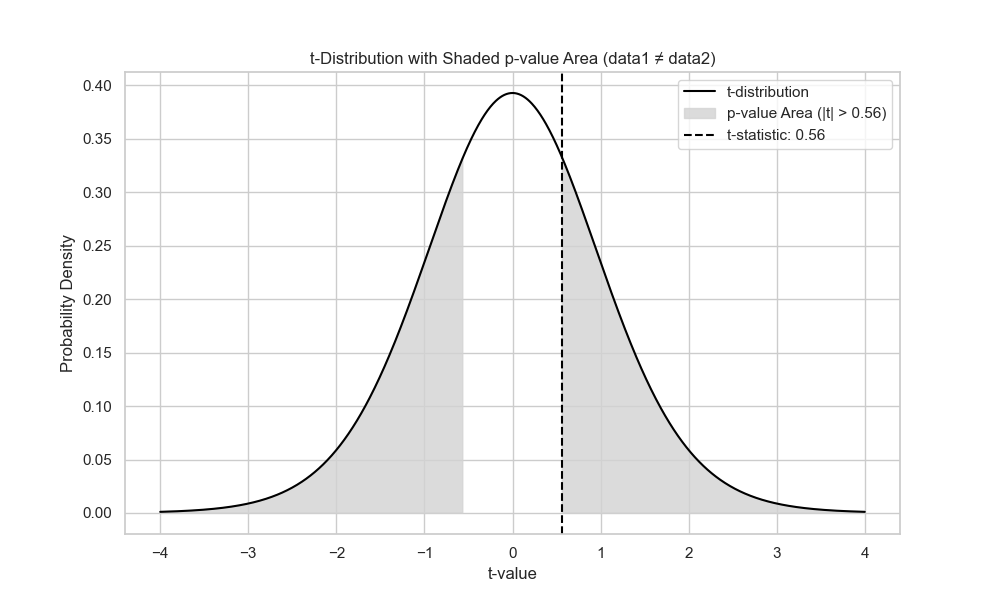 t-Distribution with Shaded p-value Area (data1 ≠ data2)
t-distribution
p-value Area (|t| > 0.56)
t-statistic: 0.56
Probability Density
0.40
0.35
0.30
0.25
0.20
0.15
0.10
0.05
0.00
−4 −3 −2 −1 0 1 2 3 4
t-value